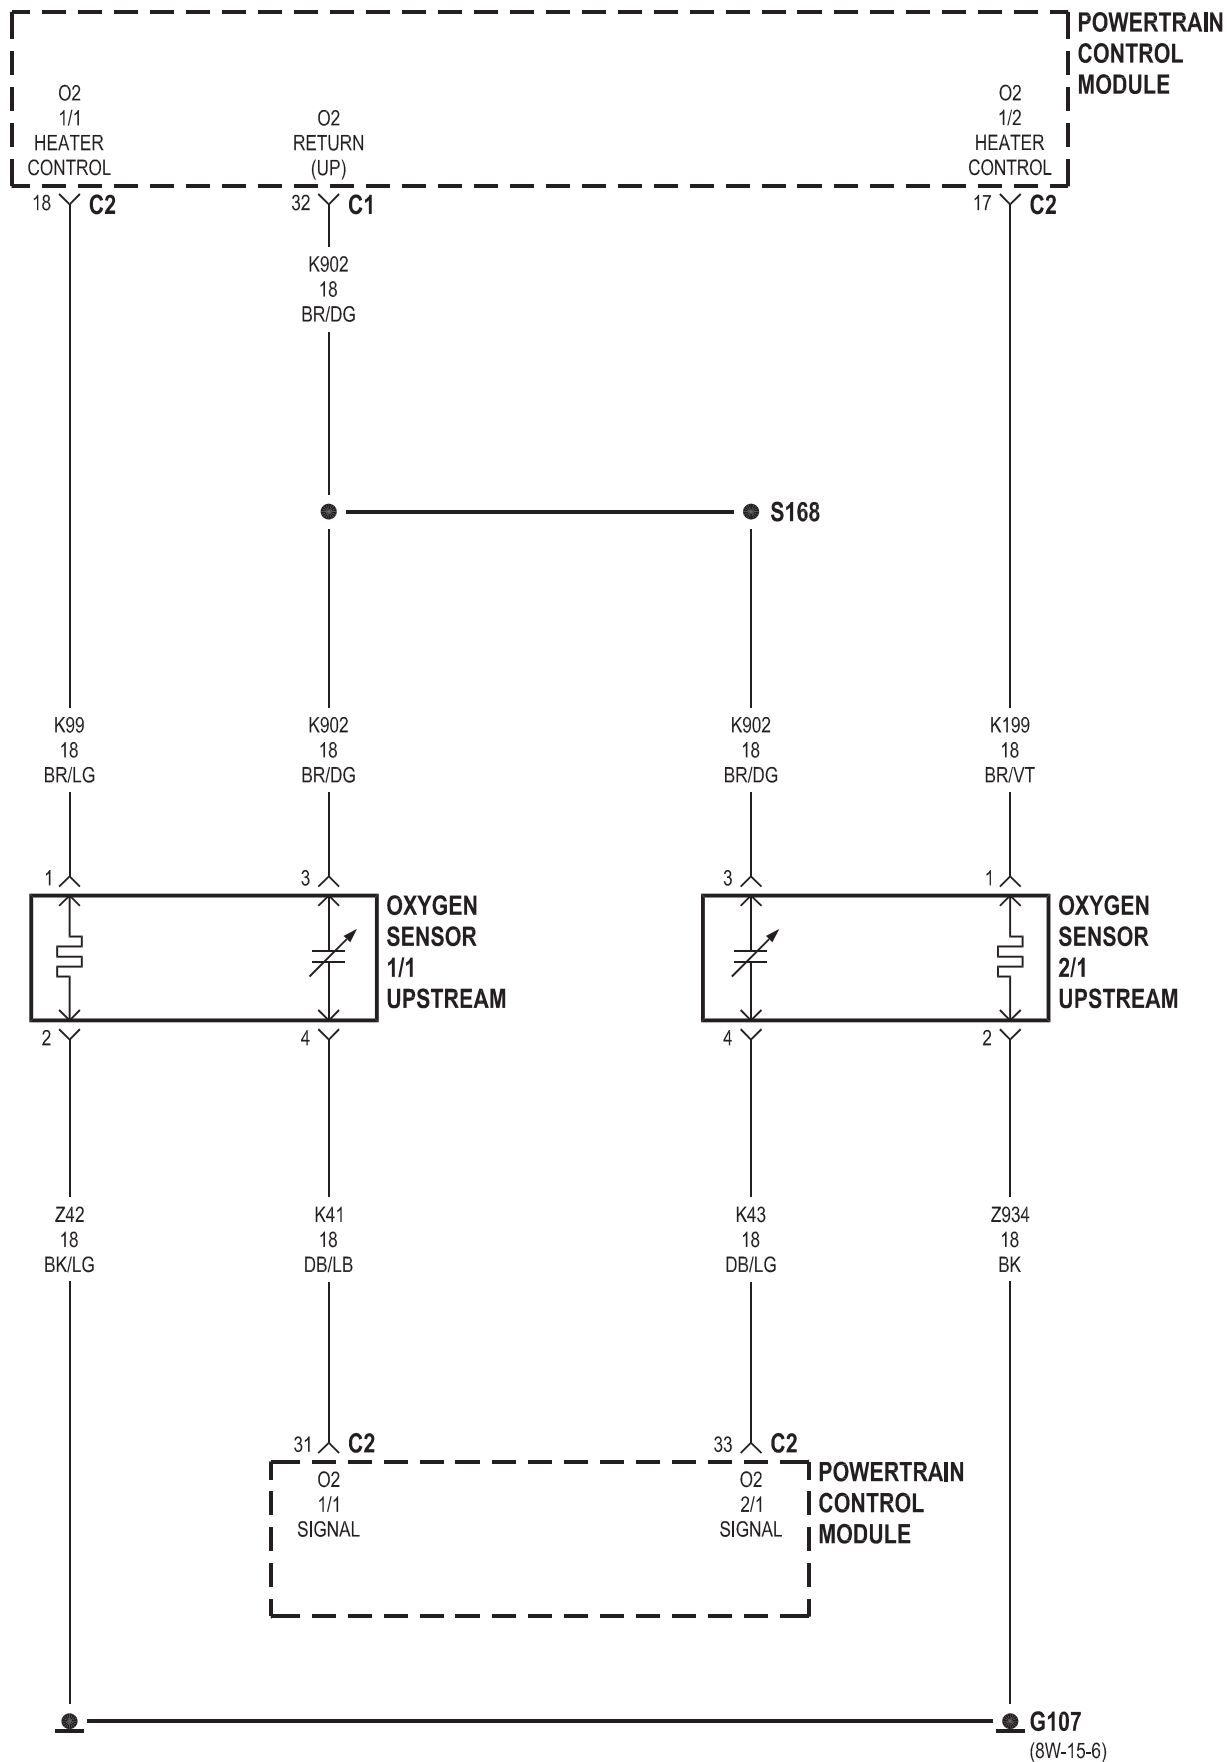 POWERTRAIN
CONTROL
MODULE
O2
1/1
HEATER
CONTROL
O2
RETURN
(UP)
O2
1/2
HEATER
CONTROL
18 C2
32 C1
17 C2
K902
18
BR/DG
S168
K99
18
BR/LG
K902
18
BR/DG
K902
18
BR/DG
K199
18
BR/VT
1
3
3
1
OXYGEN
SENSOR
1/1
UPSTREAM
OXYGEN
SENSOR
2/1
UPSTREAM
2
4
4
2
Z42
18
BK/LG
K41
18
DB/LB
K43
18
DB/LG
Z934
18
BK
31 C2
33 C2
O2
1/1
SIGNAL
O2
2/1
SIGNAL
POWERTRAIN
CONTROL
MODULE
G107
(8W-15-6)